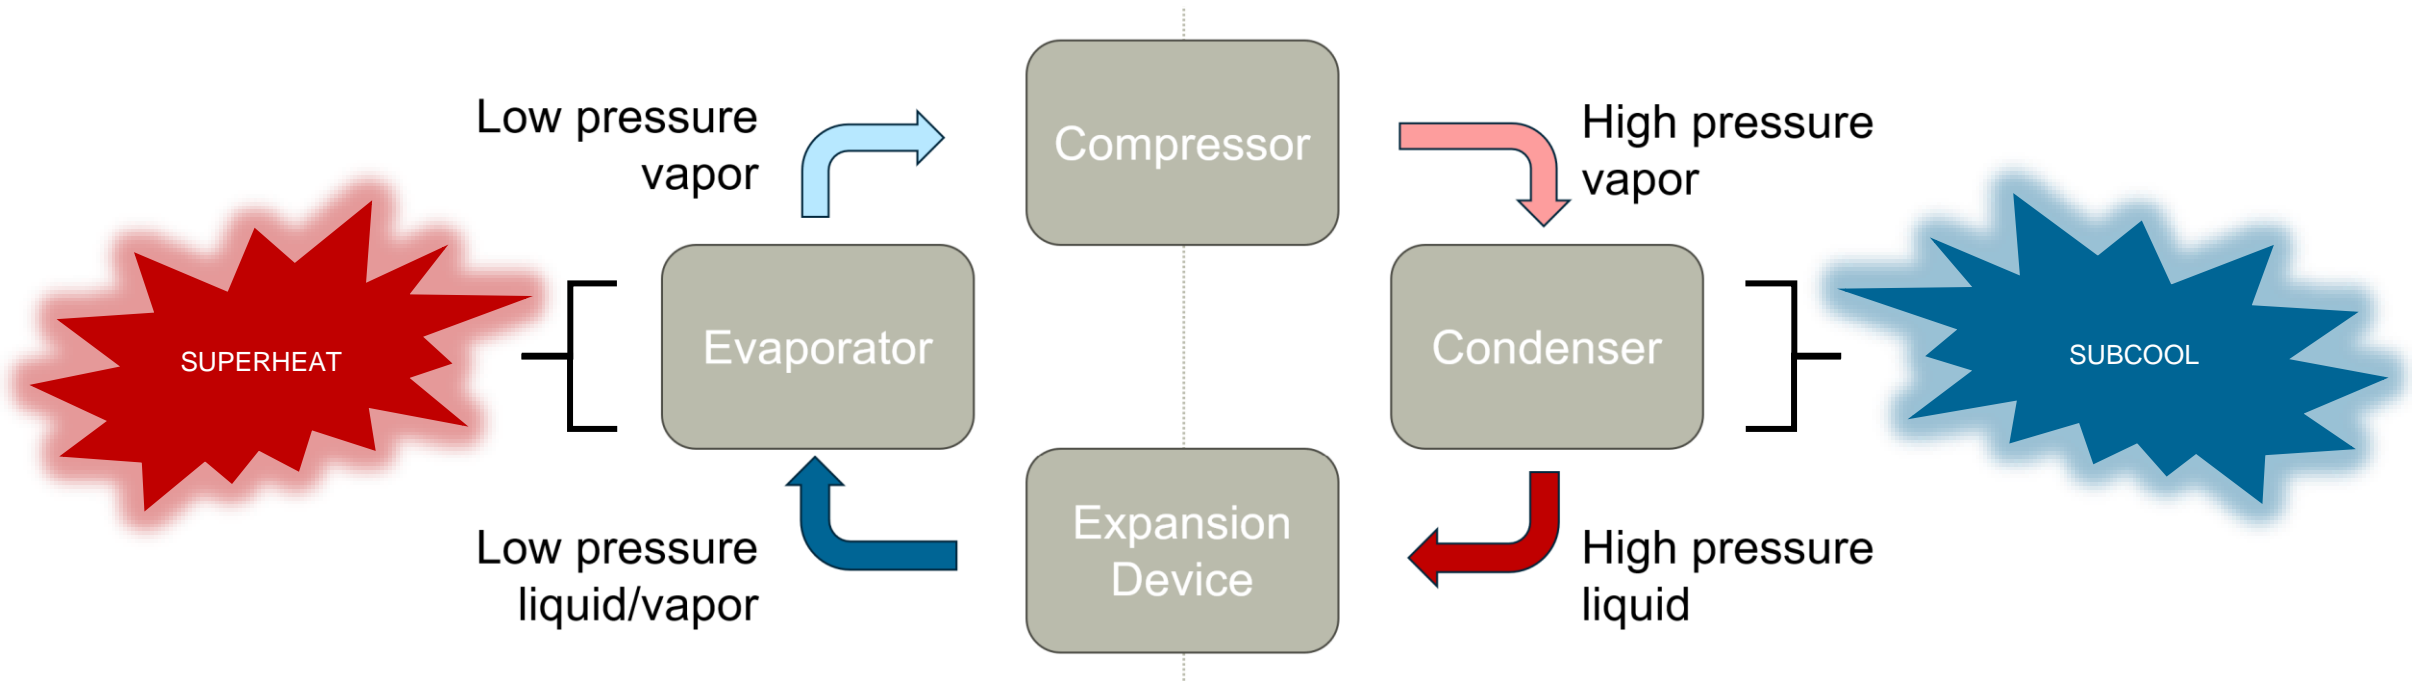 Compressor
Low pressure
vapor
High pressure
vapor
SUPERHEAT
Evaporator
Condenser
SUBCOOL
Low pressure
liquid/vapor
Expansion
Device
High pressure
liquid